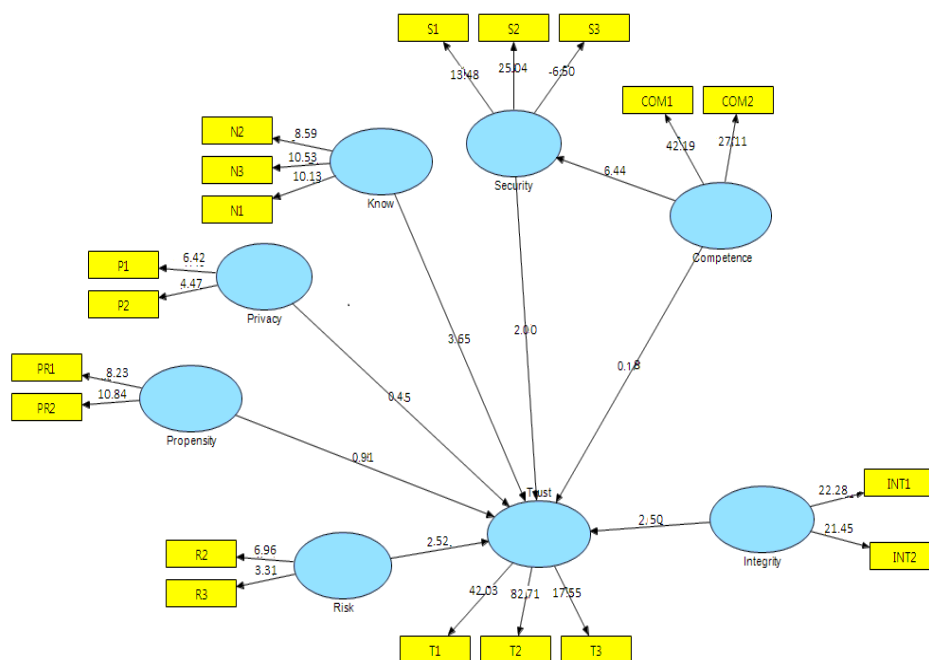 S1
S2
S3
13.48
25.04
-6.50
COM1
COM2
42.19
27.11
N2
8.59
N3
10.53
N1
10.13
Know
Security
6.44
Competence
P1
6.42
P2
4.47
Privacy
3.65
2.00
0.18
PR1
8.23
PR2
10.84
Propensity
0.45
0.91
Trust
INT1
22.28
2.50
21.45
INT2
Integrity
R2
6.96
R3
3.31
Risk
2.52
42.03
82.71
17.55
T1
T2
T3